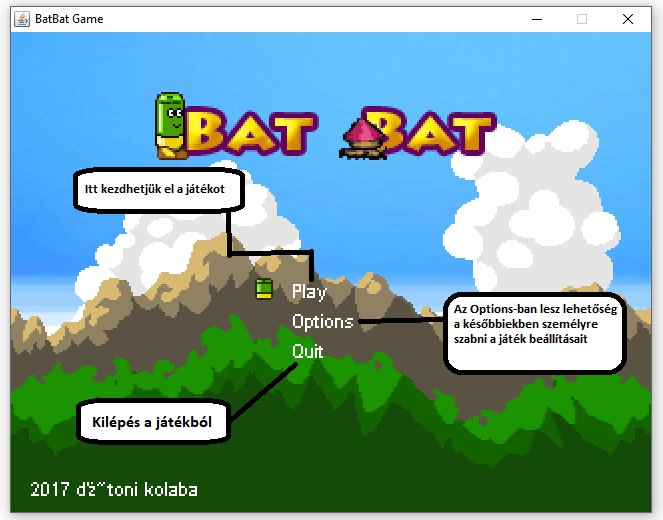 BatBat Game
BAT BAT
Itt kezdhetjük el a játékot
Play
Options
Quit
Az Options-ban lesz lehetőség
a későbbiekben személyre
szabni a játék beállításait
Kilépés a játékból
2017 toni kolaba